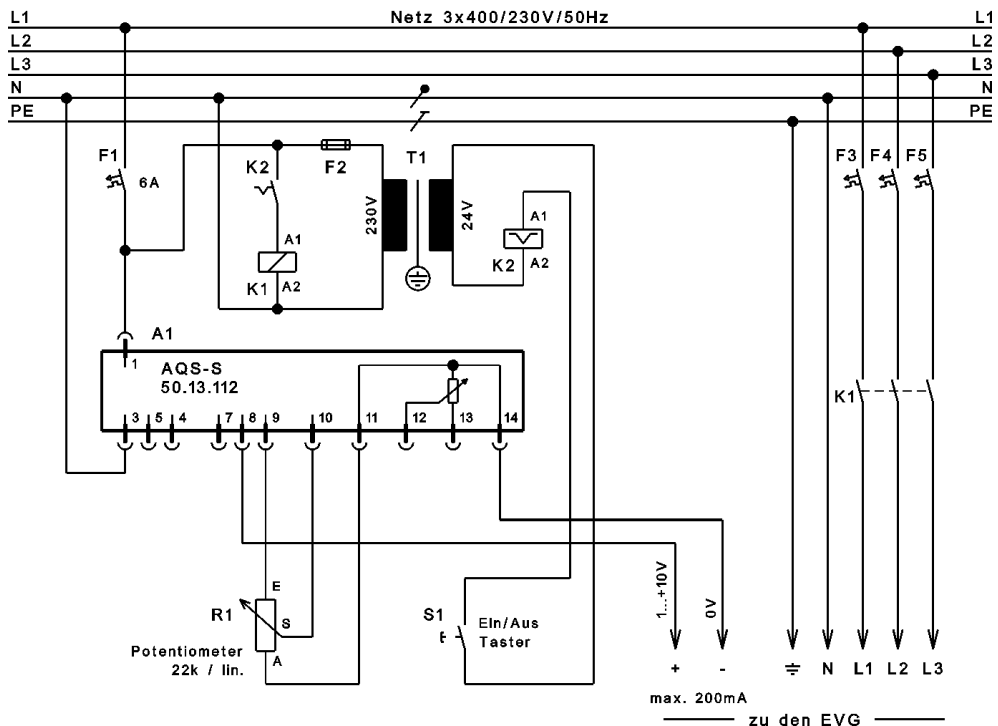 L1 Netz 3x400/230V/50Hz L1
L2 L2
L3 L3
N N
PE PE
F1 K2 F2 T1 F3 F4 F5
6A
230V 24V
A1 A1
K2 A2
K1 A2
A1
1 AQS-S
50.13.112
K1
3 5 4 7 8 9 10 11 12 13 14
E
R1 S
A
Potentiometer
22k / lin.
S1 Ein/Aus
Taster
1...+10V 0V
+ - N L1 L2 L3
max. 200mA
zu den EVG